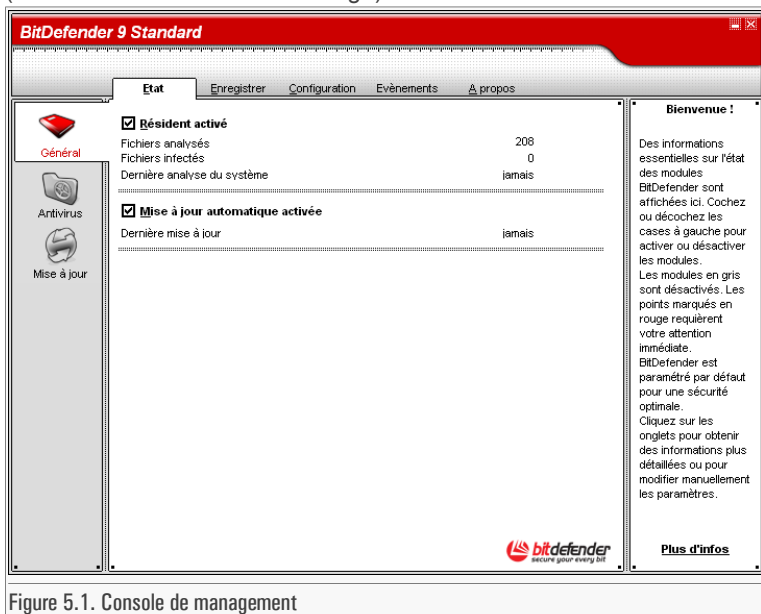 BitDefender 9 Standard
Etat Enregistrer Configuration Evènements A propos
Général
Antivirus
Mise à jour
Résident activé
Fichiers analysés 208
Fichiers infectés 0
Dernière analyse du système jamais
Mise à jour automatique activée
Dernière mise à jour jamais
Bienvenue !
Des informations
essentielles sur l'état
des modules
BitDefender sont
affichées ici. Cochez
ou décochez les
cases à gauche pour
activer ou désactiver
les modules.
Les modules en gris
sont désactivés. Les
points marqués en
rouge requièrent
votre attention
immédiate.
BitDefender est
paramétré par défaut
pour une sécurité
optimale.
Cliquez sur les
onglets pour obtenir
des informations plus
détaillées ou pour
modifier manuellement
les paramètres.
Plus d'infos
bitdefender
secure your every bit
Figure 5.1. Console de management